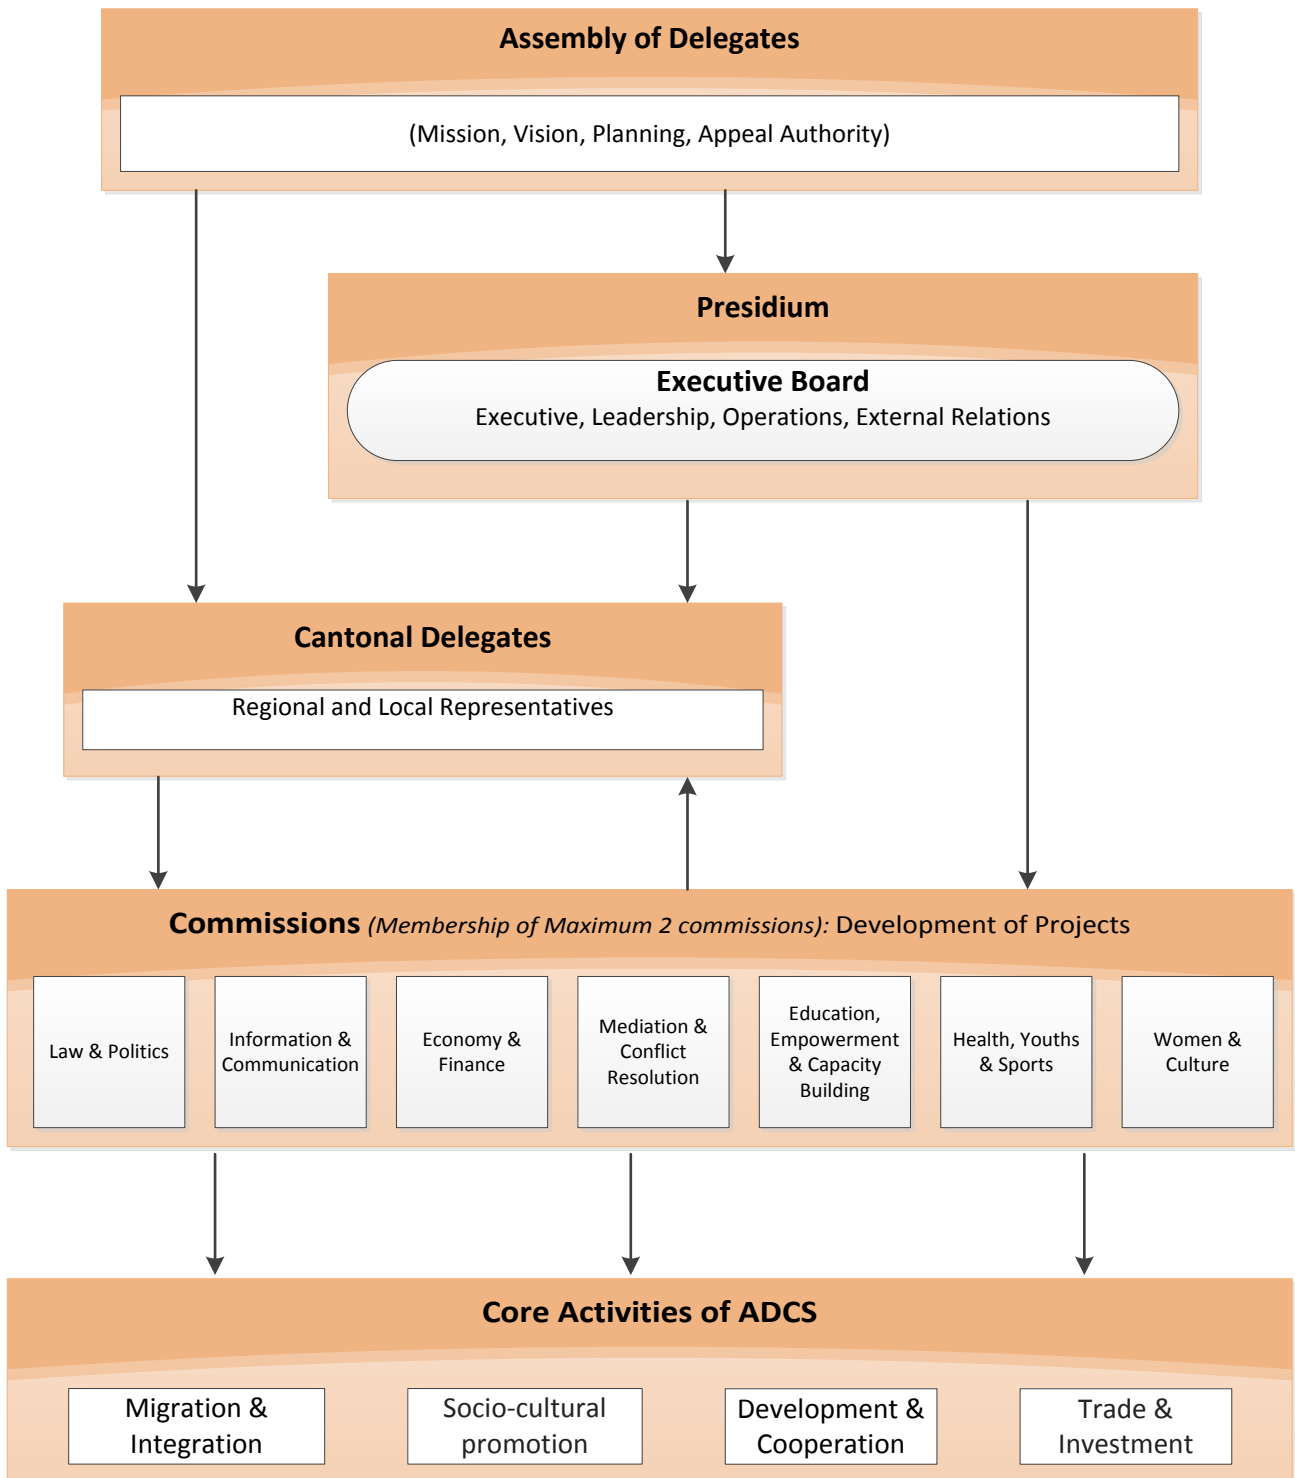 Assembly of Delegates
(Mission, Vision, Planning, Appeal Authority)
Presidium
Executive Board
Executive, Leadership, Operations, External Relations
Cantonal Delegates
Regional and Local Representatives
Commissions (Membership of Maximum 2 commissions): Development of Projects
Law & Politics
Information &
Communication
Economy &
Finance
Mediation &
Conflict
Resolution
Education,
Empowerment
& Capacity
Building
Health, Youths
& Sports
Women &
Culture
Core Activities of ADCS
Migration &
Integration
Socio-cultural
promotion
Development &
Cooperation
Trade &
Investment